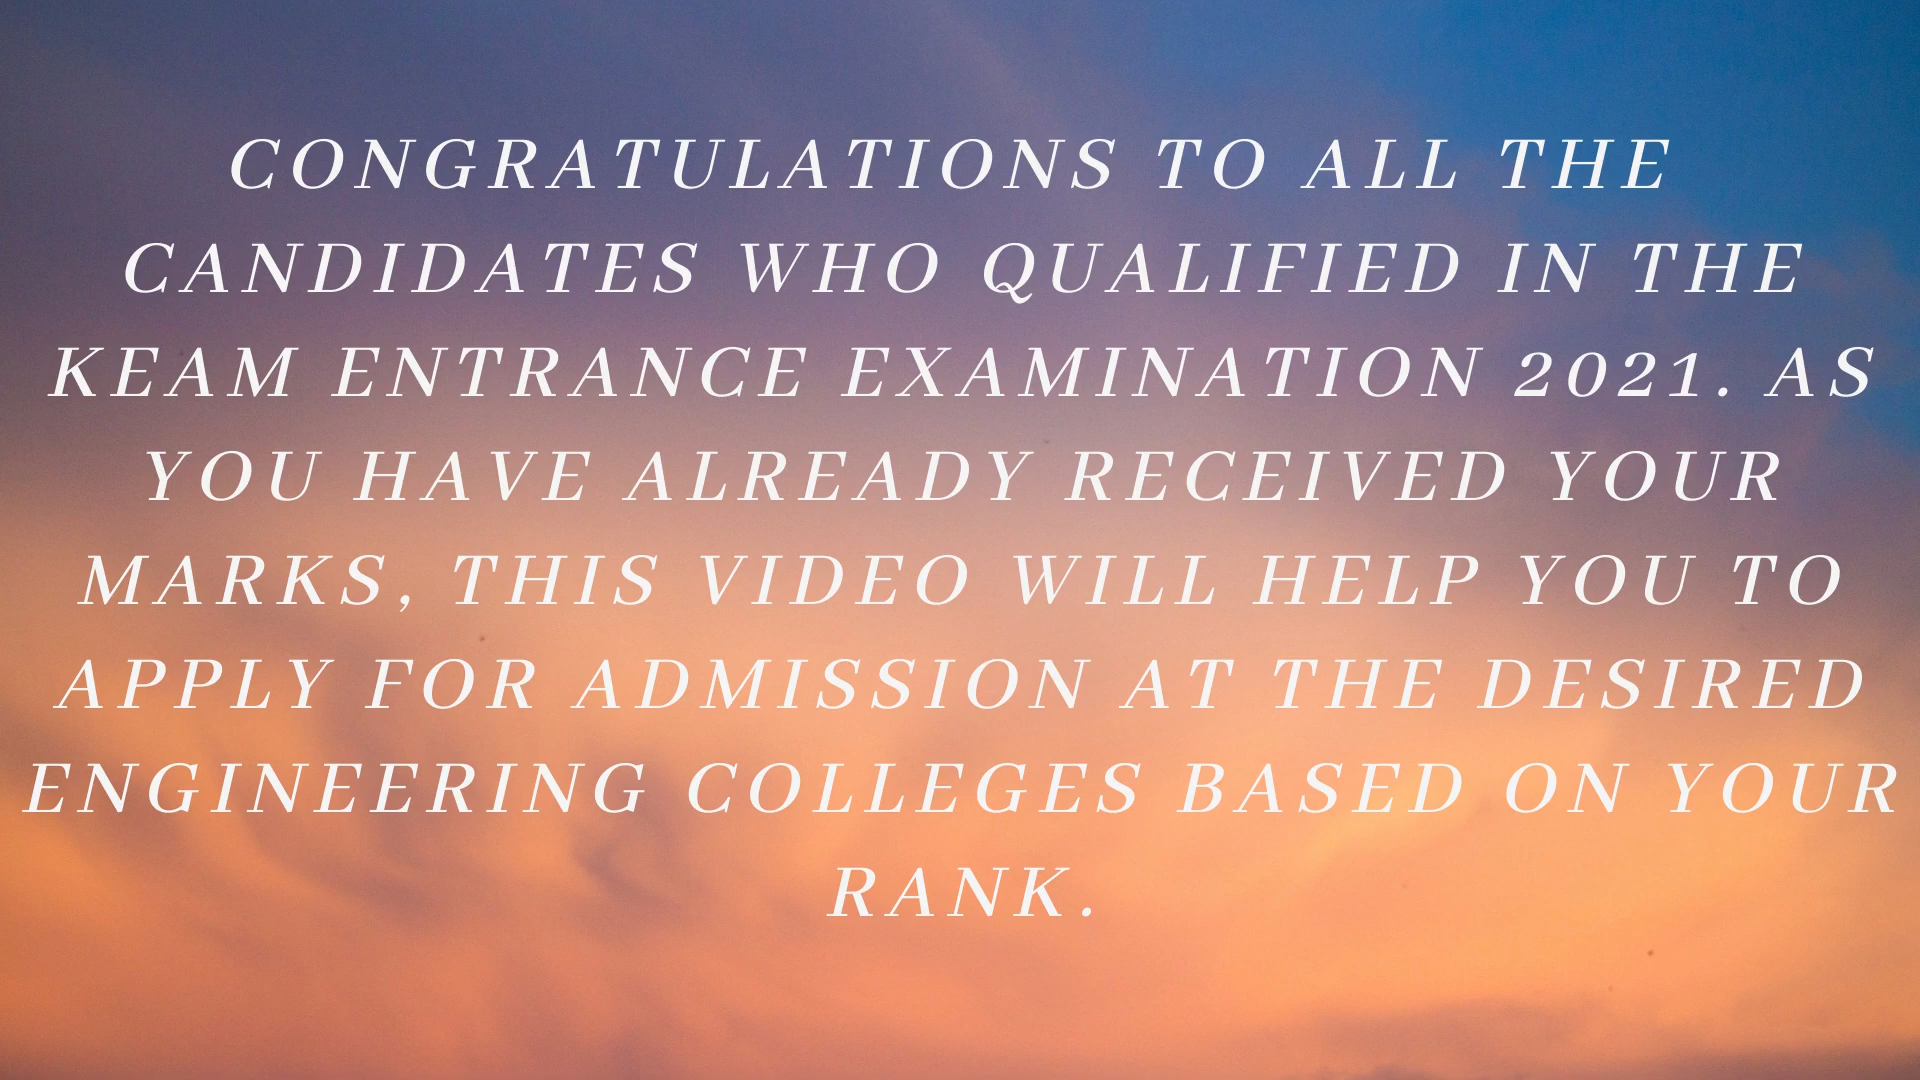 CONGRATULATIONS TO ALL THE
CANDIDATES WHO QUALIFIED IN THE
KEAM ENTRANCE EXAMINATION 2021. AS
YOU HAVE ALREADY RECEIVED YOUR
MARKS, THIS VIDEO WILL HELP YOU TO
APPLY FOR ADMISSION AT THE DESIRED
ENGINEERING COLLEGES BASED ON YOUR
RANK.